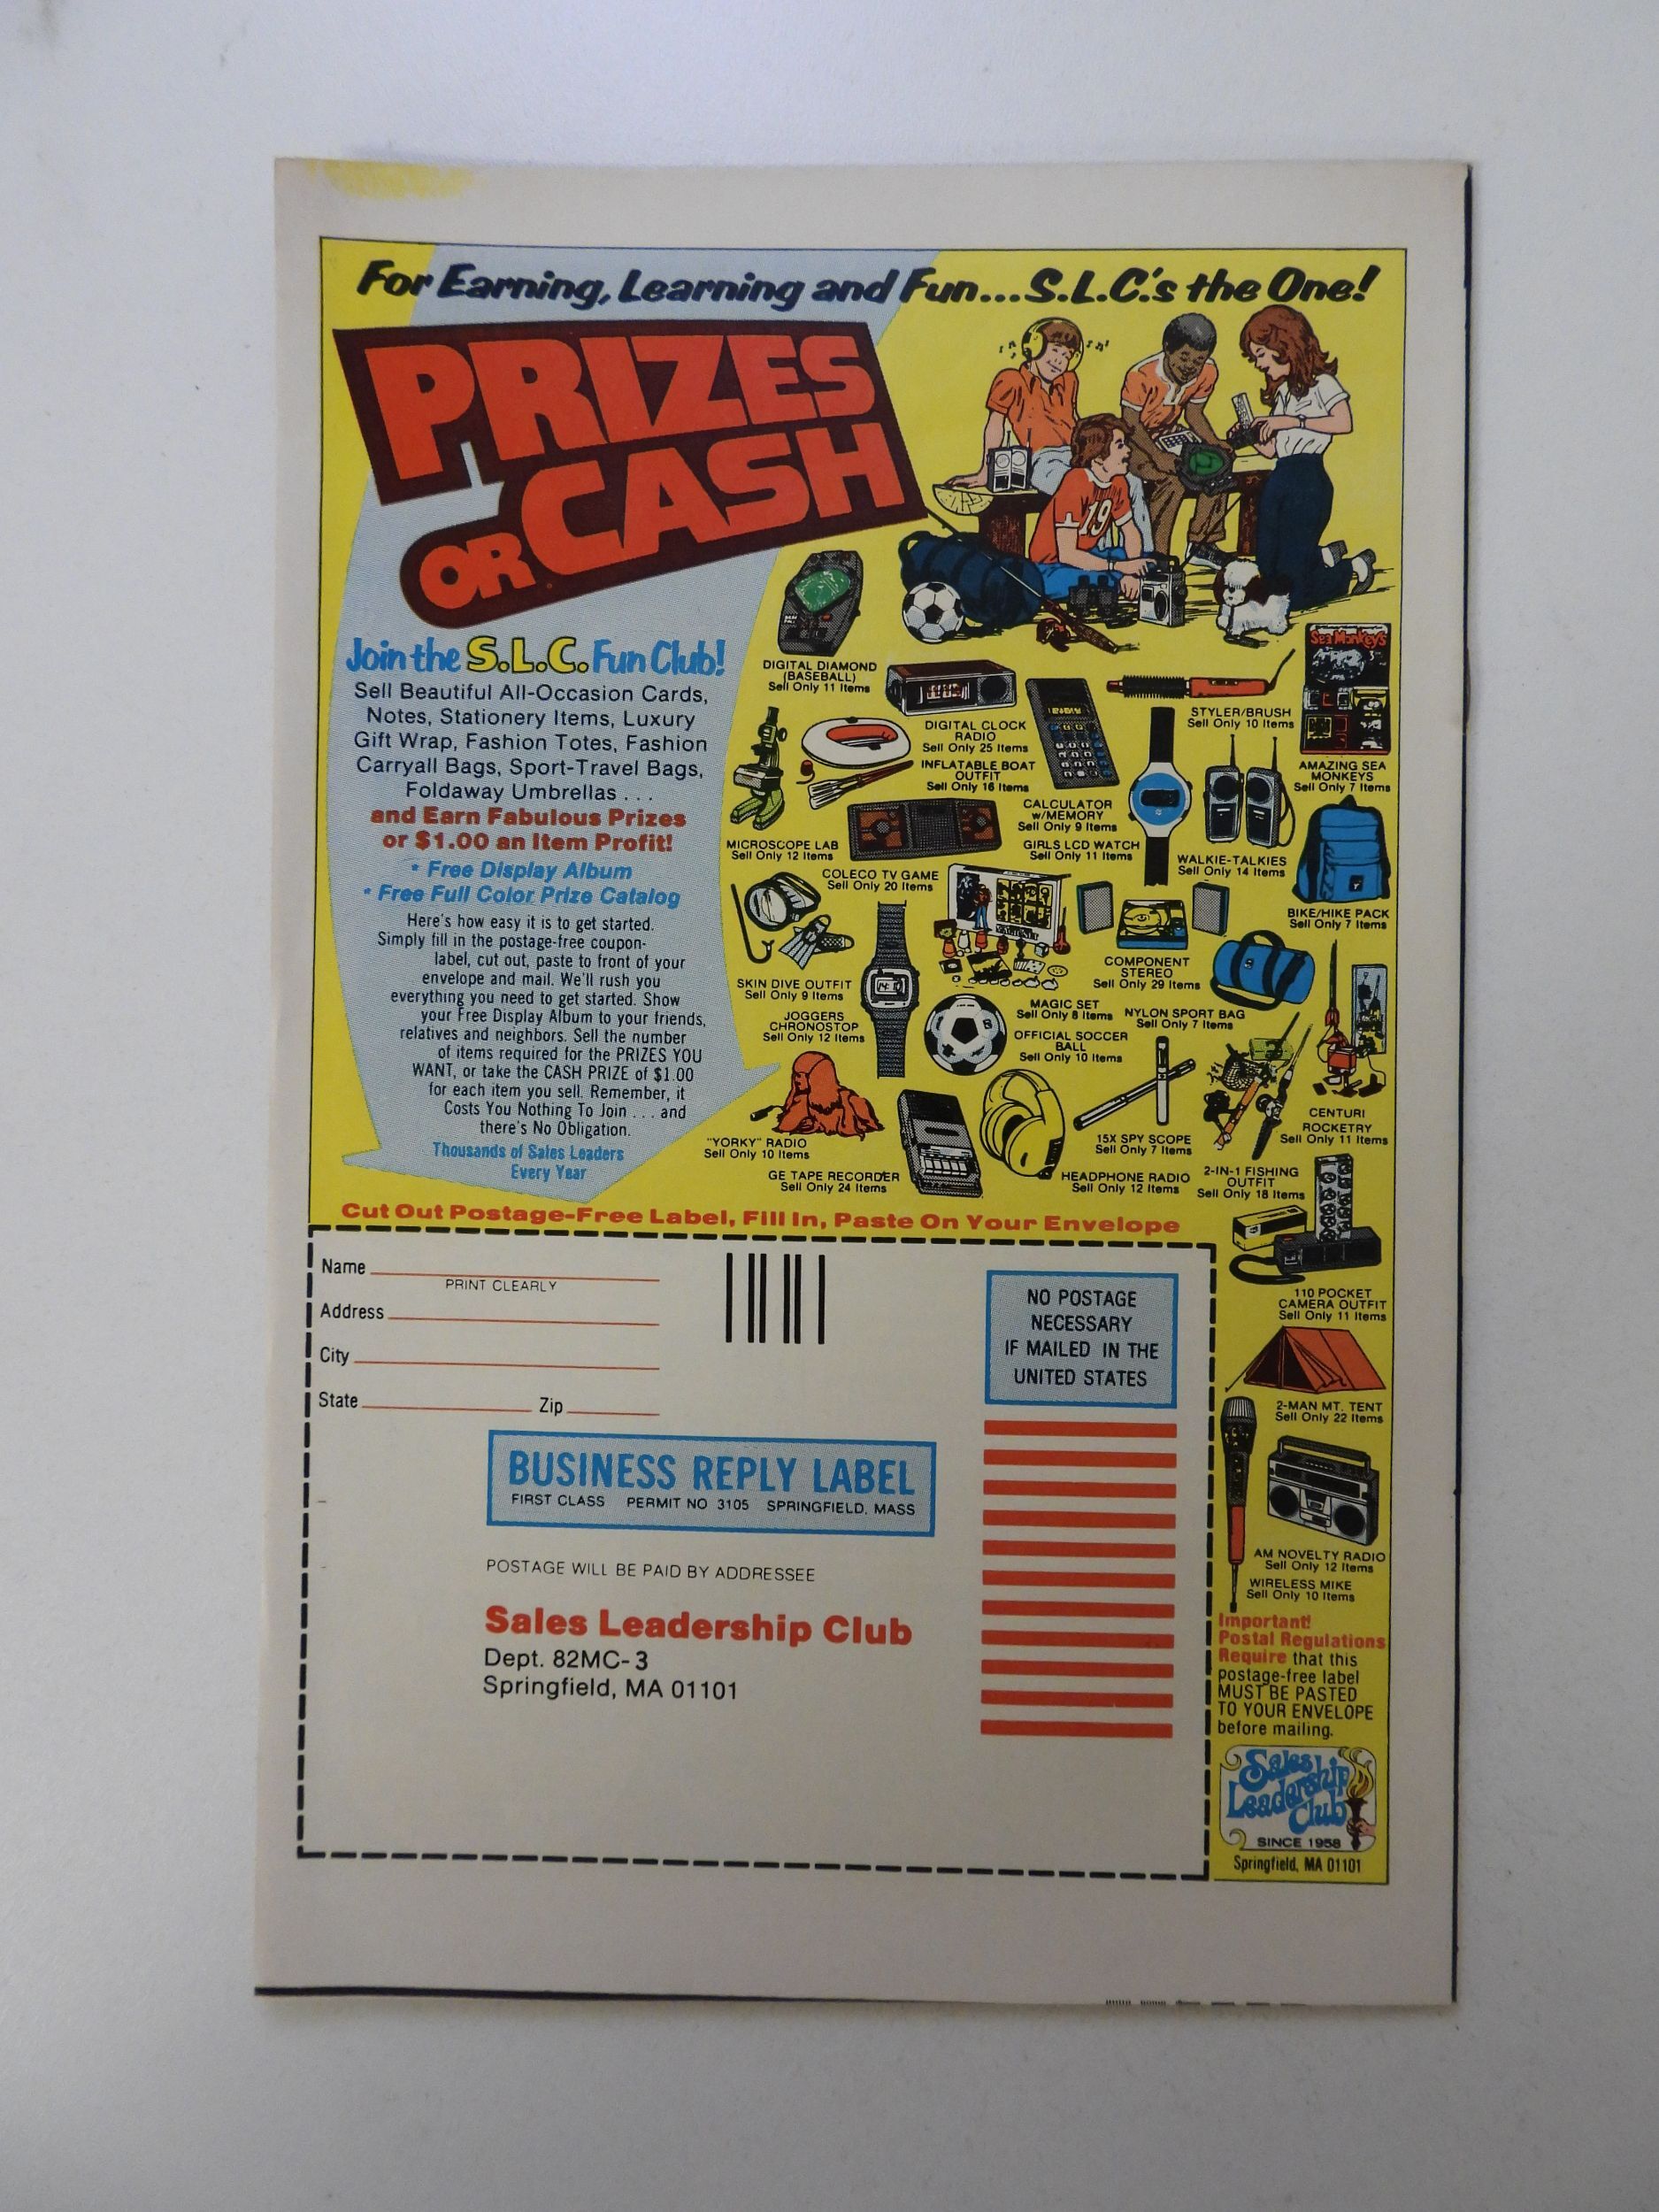 For Earning, Learning and Fun...S.L.C.'s the One!
PRIZES
OR CASH
Join the S.L.C. Fun Club!
Sell Beautiful All-Occasion Cards,
Notes, Stationery Items, Luxury
Gift Wrap, Fashion Totes, Fashion
Carryall Bags, Sport-Travel Bags,
Foldaway Umbrellas . . .
and Earn Fabulous Prizes
or $1.00 an Item Profit!
* Free Display Album
* Free Full Color Prize Catalog
Here's how easy it is to get started.
Simply fill in the postage-free coupon-
label, cut out, paste to front of your
envelope and mail. We'll rush you
everything you need to get started. Show
your Free Display Album to your friends,
relatives and neighbors. Sell the number
of items required for the PRIZES YOU
WANT, or take the CASH PRIZE of $1.00
for each item you sell. Remember, it
Costs You Nothing To Join . . . and
there's No Obligation.
Thousands of Sales Leaders
Every Year
19
DIGITAL DIAMOND
(BASEBALL)
Sell Only 11 Items
DIGITAL CLOCK
RADIO
Sell Only 25 Items
STYLER/BRUSH
Sell Only 10 Items
Sea Monkeys
AMAZING SEA
MONKEYS
Sell Only 7 Items
INFLATABLE BOAT
OUTFIT
Sell Only 16 Items
CALCULATOR
w/MEMORY
Sell Only 9 Items
MICROSCOPE LAB
Sell Only 12 Items
GIRLS LCD WATCH
Sell Only 11 Items
WALKIE-TALKIES
Sell Only 14 Items
COLECO TV GAME
Sell Only 20 Items
BIKE/HIKE PACK
Sell Only 7 Items
COMPONENT
STEREO
Sell Only 29 Items
SKIN DIVE OUTFIT
Sell Only 9 Items
MAGIC SET
Sell Only 8 Items
NYLON SPORT BAG
Sell Only 7 Items
JOGGERS
CHRONOSTOP
Sell Only 12 Items
OFFICIAL SOCCER
BALL
Sell Only 10 Items
CENTURI
ROCKETRY
Sell Only 11 Items
"YORKY" RADIO
Sell Only 10 Items
15X SPY SCOPE
Sell Only 7 Items
GE TAPE RECORDER
Sell Only 24 Items
HEADPHONE RADIO
Sell Only 12 Items
2-IN-1 FISHING
OUTFIT
Sell Only 18 Items
110 POCKET
CAMERA OUTFIT
Sell Only 11 Items
2-MAN MT. TENT
Sell Only 22 Items
AM NOVELTY RADIO
Sell Only 12 Items
WIRELESS MIKE
Sell Only 10 Items
Important!
Postal Regulations
Require that this
postage-free label
MUST BE PASTED
TO YOUR ENVELOPE
before mailing.
Sales
Leadership
Club
SINCE 1958
Springfield, MA 01101
Cut Out Postage-Free Label, Fill In, Paste On Your Envelope
Name
PRINT CLEARLY
Address
City
State Zip
NO POSTAGE
NECESSARY
IF MAILED IN THE
UNITED STATES
BUSINESS REPLY LABEL
FIRST CLASS PERMIT NO 3105 SPRINGFIELD, MASS
POSTAGE WILL BE PAID BY ADDRESSEE
Sales Leadership Club
Dept. 82MC-3
Springfield, MA 01101